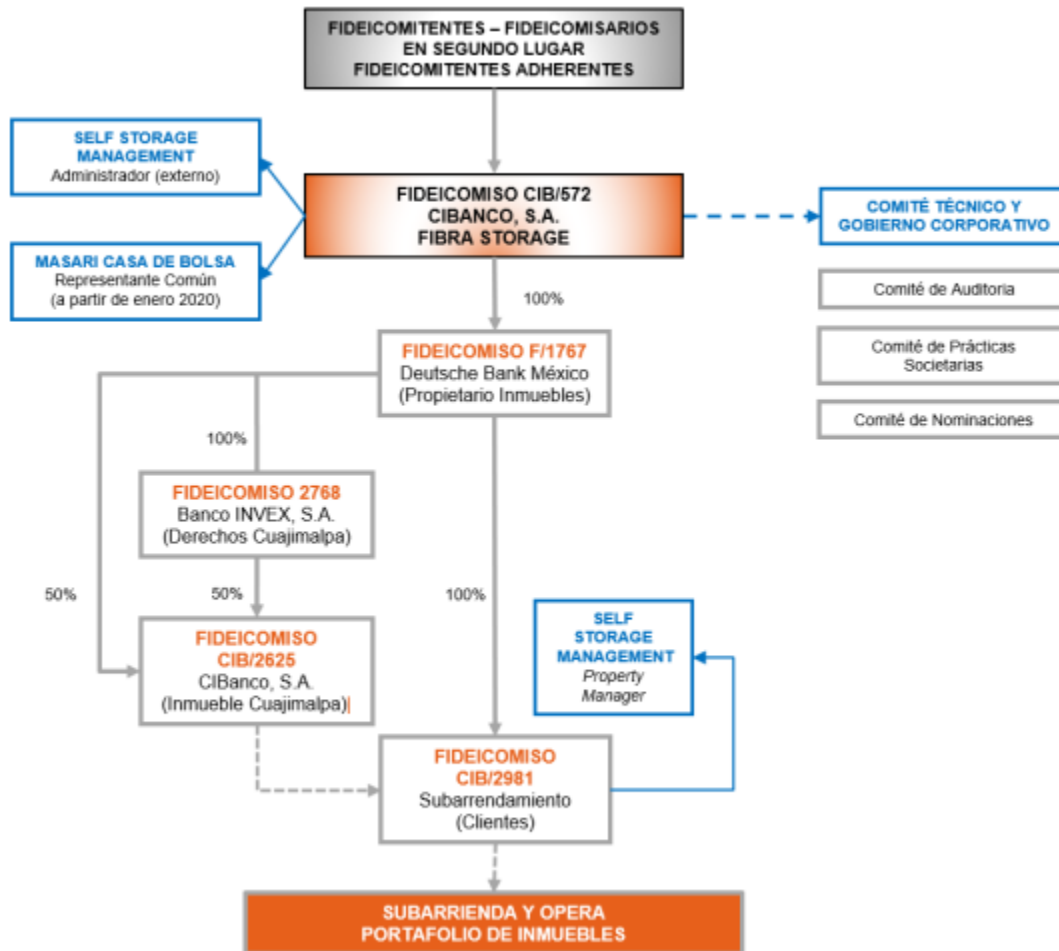 FIDEICOMITENTES – FIDEICOMISARIOS
EN SEGUNDO LUGAR
FIDEICOMITENTES ADHERENTES
SELF STORAGE
MANAGEMENT
Administrador (externo)
FIDEICOMISO CIB/572
CIBANCO, S.A.
FIBRA STORAGE
COMITÉ TÉCNICO Y
GOBIERNO CORPORATIVO
MASARI CASA DE BOLSA
Representante Común
(a partir de enero 2020)
Comité de Auditoria
100%
Comité de Prácticas
Societarias
FIDEICOMISO F/1767
Deutsche Bank México
(Propietario Inmuebles)
Comité de Nominaciones
100%
FIDEICOMISO 2768
Banco INVEX, S.A.
(Derechos Cuajimalpa)
50%
50%
100%
FIDEICOMISO
CIB/2625
CIBanco, S.A.
(Inmueble Cuajimalpa)
SELF
STORAGE
MANAGEMENT
Property
Manager
FIDEICOMISO
CIB/2981
Subarrendamiento
(Clientes)
SUBARRIENDA Y OPERA
PORTAFOLIO DE INMUEBLES